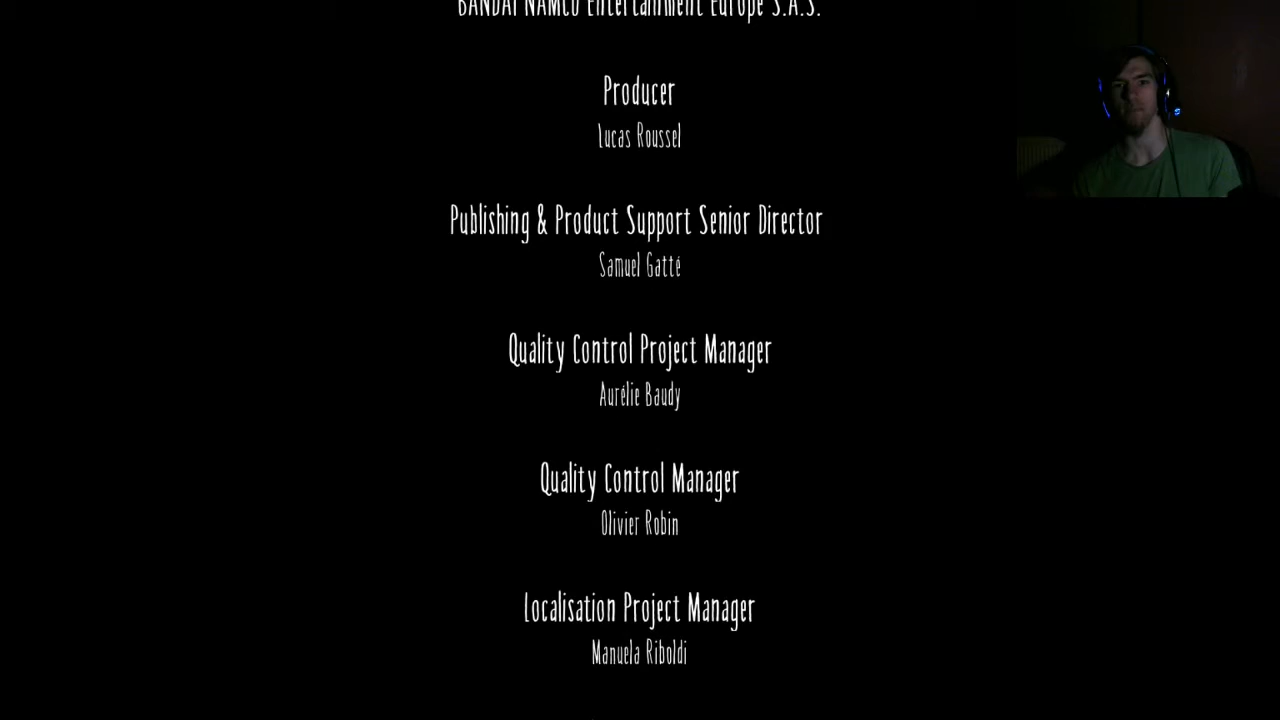 BANDAI NAMCO Entertainment Europe S.A.S.
Producer
Lucas Roussel
Publishing & Product Support Senior Director
Samuel Gatté
Quality Control Project Manager
Aurélie Baudy
Quality Control Manager
Olivier Robin
Localisation Project Manager
Manuela Riboldi